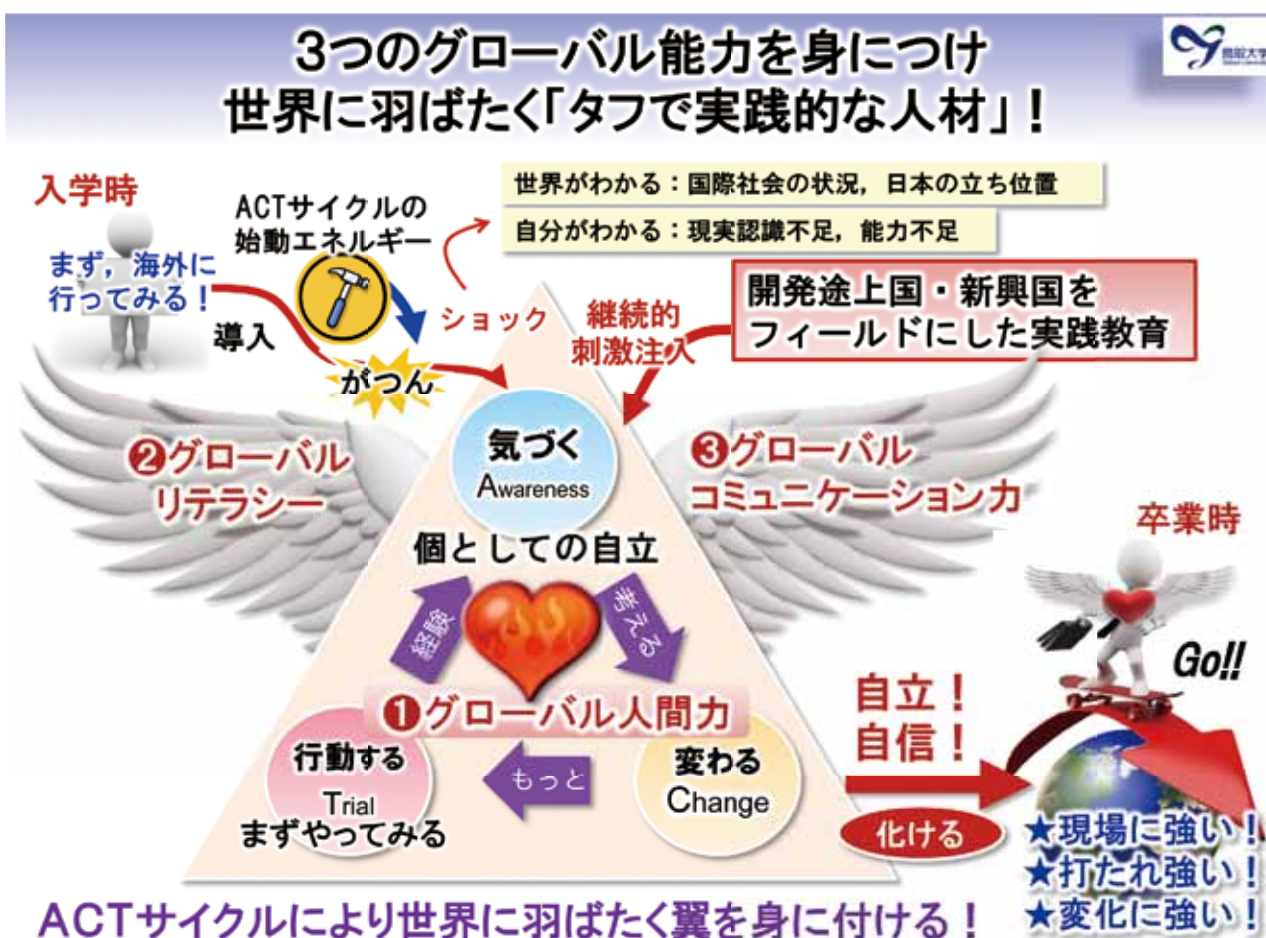 3つのグローバル能力を身につけ
世界に羽ばたく「タフで実践的な人材」！
鳥取大学
入学時
まず，海外に
行ってみる！
導入
ACTサイクルの
始動エネルギー
がつん
ショック
世界がわかる：国際社会の状況，日本の立ち位置
自分がわかる：現実認識不足，能力不足
継続的
刺激注入
開発途上国・新興国を
フィールドにした実践教育
❷グローバル
リテラシー
気づく
Awareness
❸グローバル
コミュニケーション力
個としての自立
経験
考える
❶グローバル人間力
行動する
Trial
まずやってみる
もっと
変わる
Change
自立！
自信！
化ける
卒業時
Go!!
★現場に強い！
★打たれ強い！
★変化に強い！
ACTサイクルにより世界に羽ばたく翼を身に付ける！